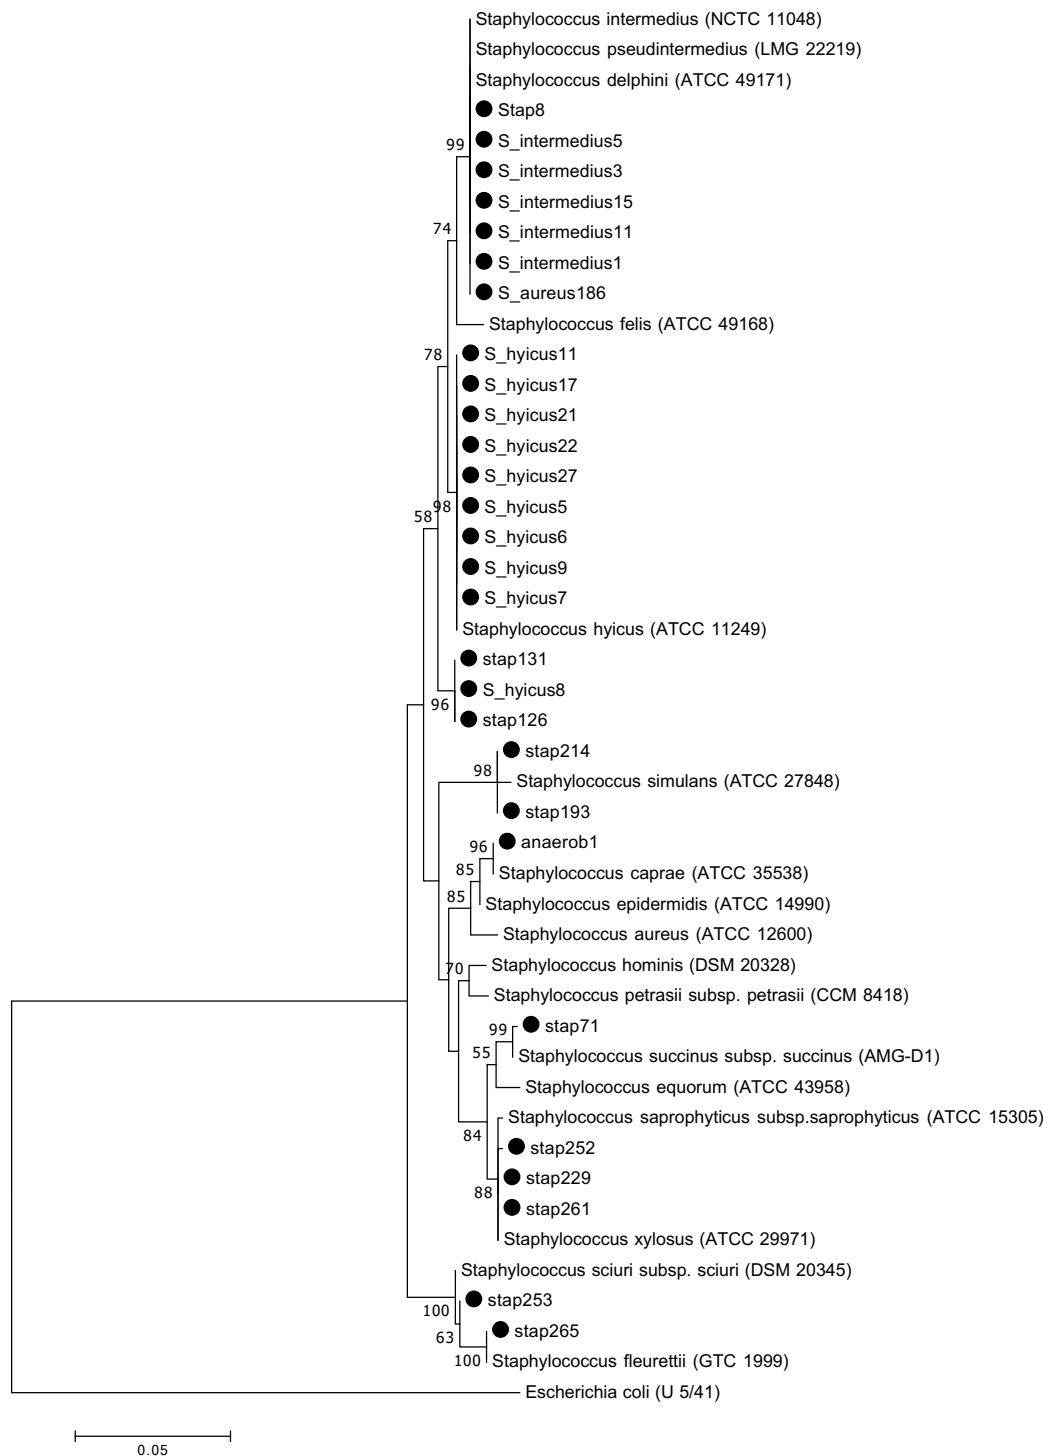 Staphylococcus intermedius (NCTC 11048)
Staphylococcus pseudintermedius (LMG 22219)
Staphylococcus delphini (ATCC 49171)
Stap8
99
S_intermedius5
S_intermedius3
S_intermedius15
74
S_intermedius11
S_intermedius1
S_aureus186
Staphylococcus felis (ATCC 49168)
78
S_hyicus11
S_hyicus17
S_hyicus21
S_hyicus22
S_hyicus27
98
S_hyicus5
58
S_hyicus6
S_hyicus9
S_hyicus7
Staphylococcus hyicus (ATCC 11249)
stap131
S_hyicus8
96
stap126
stap214
98
Staphylococcus simulans (ATCC 27848)
stap193
96
anaerob1
85
Staphylococcus caprae (ATCC 35538)
85
Staphylococcus epidermidis (ATCC 14990)
Staphylococcus aureus (ATCC 12600)
70
Staphylococcus hominis (DSM 20328)
Staphylococcus petrasii subsp. petrasii (CCM 8418)
99
stap71
55
Staphylococcus succinus subsp. succinus (AMG-D1)
Staphylococcus equorum (ATCC 43958)
Staphylococcus saprophyticus subsp.saprophyticus (ATCC 15305)
84
stap252
stap229
88
stap261
Staphylococcus xylosus (ATCC 29971)
Staphylococcus sciuri subsp. sciuri (DSM 20345)
stap253
100
63
stap265
100
Staphylococcus fleurettii (GTC 1999)
Escherichia coli (U 5/41)
0.05